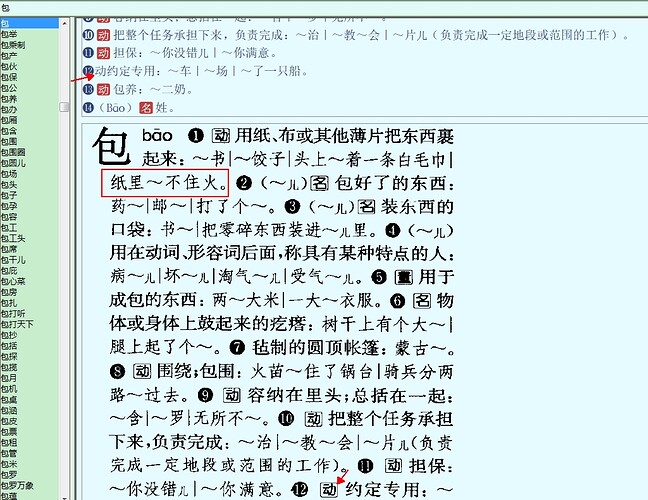 包
包
包举
包乘制
包产
包伙
包保
包公
包养
包办
包厢
包含
包围
包围圈
包圆儿
包场
包头
包子
包孕
包容
包工
包工头
包席
包干儿
包庇
包心菜
包房
包扎
包打听
包打天下
包抄
包括
包探
包揽
包月
包机
包桌
包涵
包皮
包票
包租
包管
包米
包罗
包罗万象
包蕴
⑩ 动 把整个任务承担下来,负责完成:~治|~教~会|~片儿(负责完成一定地段或范围的工作)。
⑪ 动 担保:~你没错儿|~你满意。
⑫动约定专用:~车|~场|~了一只船。
⑬ 动 包养:~二奶。
⑭(Bāo)名 姓。
包 bāo ❶ 动 用纸、布或其他薄片把东西裹
起来:~书|~饺子|头上~着一条白毛巾|
纸里~不住火。❷(~儿)名 包好了的东西:
药~|邮~|打了个~。❸(~儿)名 装东西的
口袋:书~|把零碎东西装进~儿里。❹(~儿)
用在动词、形容词后面,称具有某种特点的人:
病~儿|坏~儿|淘气~儿|受气~儿。❺ 量 用于
成包的东西:两~大米|一大~衣服。❻ 名 物
体或身体上鼓起来的疙瘩:树干上有个大~|
腿上起了个~。❼ 毡制的圆顶帐篷:蒙古~。
❽ 动 围绕;包围:火苗~住了锅台|骑兵分两
路~过去。❾ 动 容纳在里头;总括在一起:
~含|~罗|无所不~。❿ 动 把整个任务承担
下来,负责完成:~治|~教~会|~片儿(负责
完成一定地段或范围的工作)。⓫ 动 担保:
~你没错儿|~你满意。⓬ 动 约定专用:~